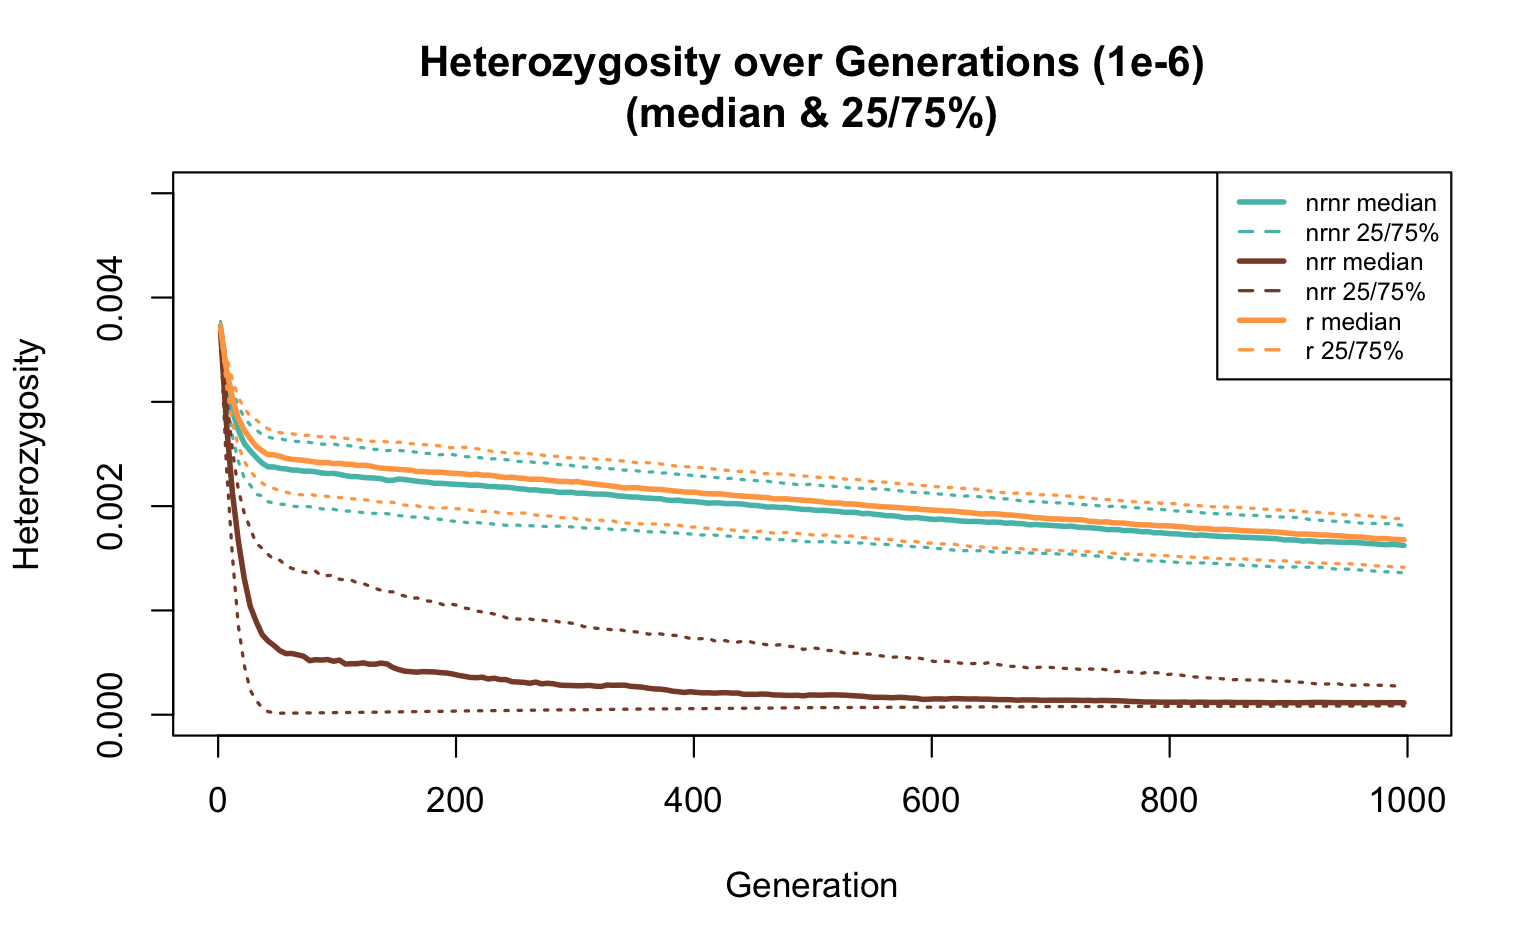 Heterozygosity over Generations (1e-6)
(median & 25/75%)
nrnr median
nrnr 25/75%
nrr median
nrr 25/75%
r median
r 25/75%
Heterozygosity
0.004
0.002
0.000
0 200 400 600 800 1000
Generation